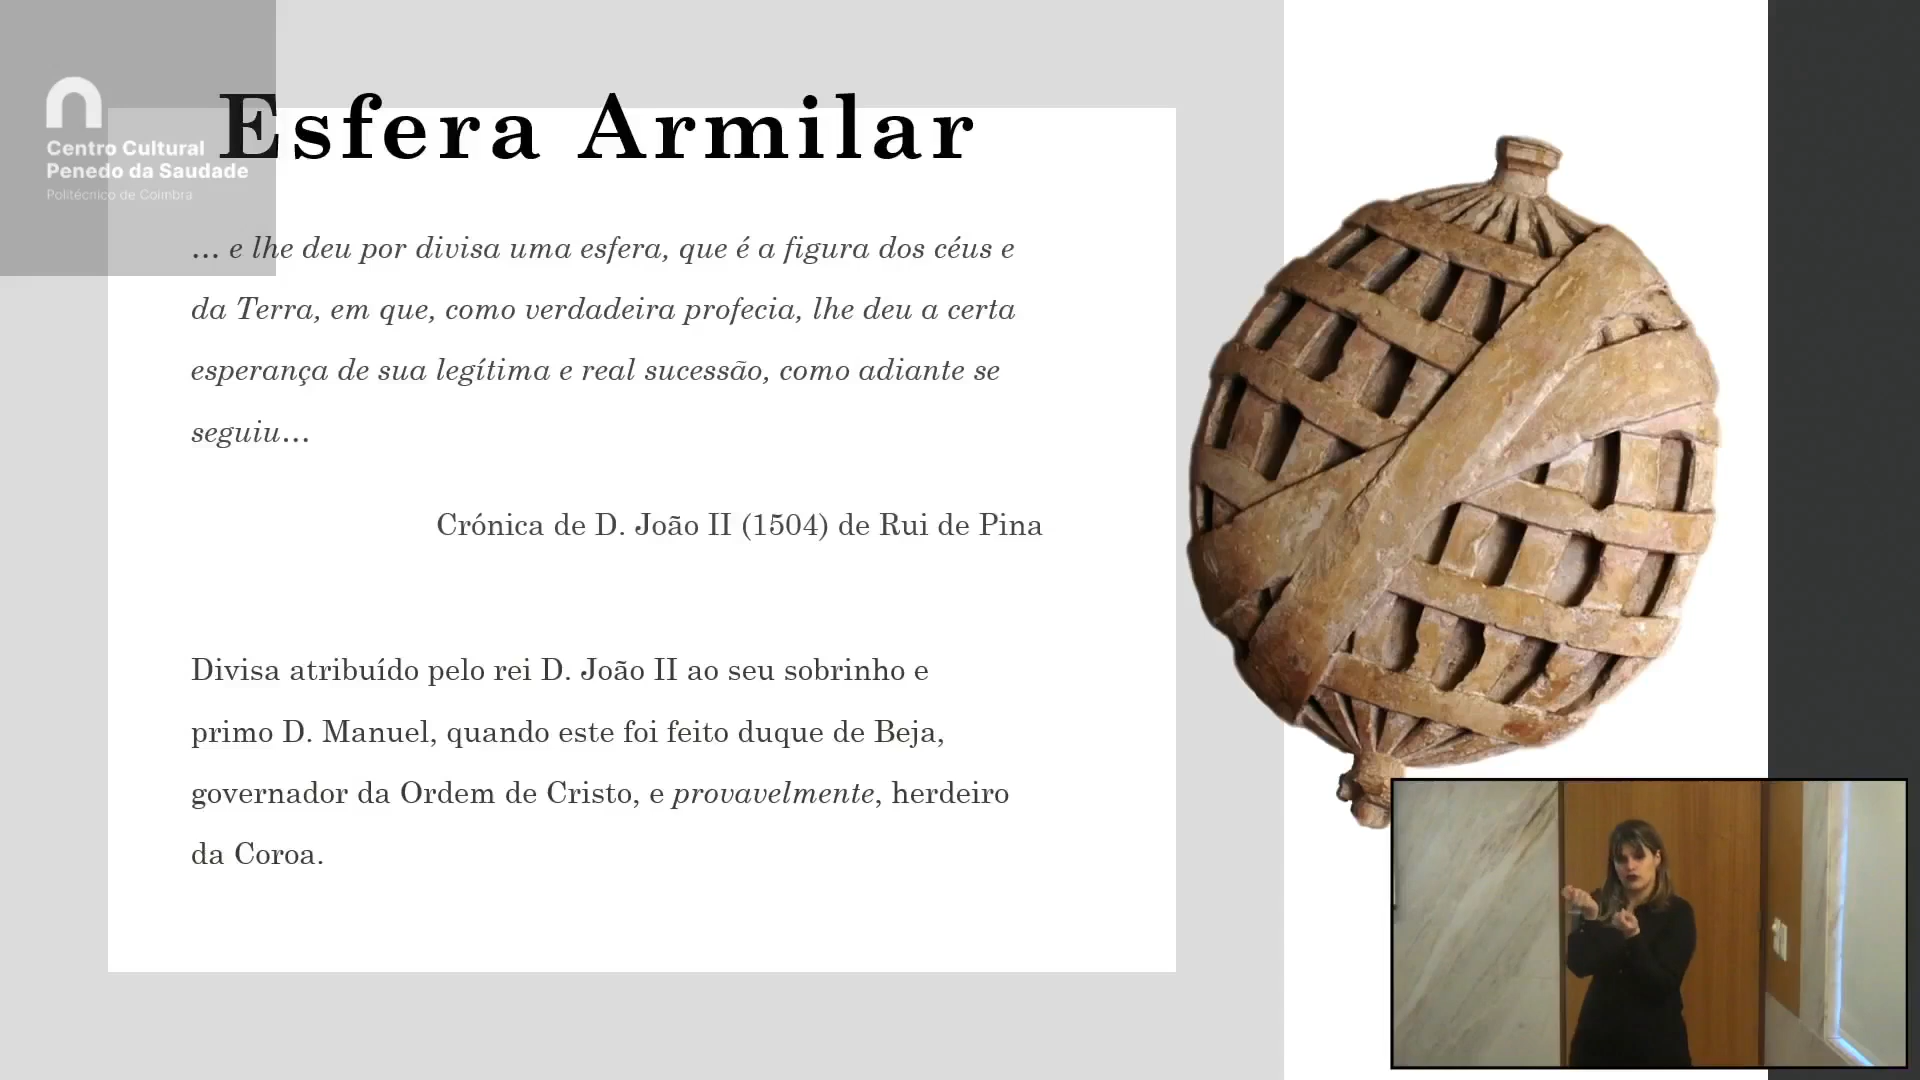 Centro Cultural
Penedo da Saudade
Politécnico de Coimbra
Esfera Armilar
... e lhe deu por divisa uma esfera, que é a figura dos céus e
da Terra, em que, como verdadeira profecia, lhe deu a certa
esperança de sua legítima e real sucessão, como adiante se
seguiu...
Crónica de D. João II (1504) de Rui de Pina
Divisa atribuído pelo rei D. João II ao seu sobrinho e
primo D. Manuel, quando este foi feito duque de Beja,
governador da Ordem de Cristo, e provavelmente, herdeiro
da Coroa.